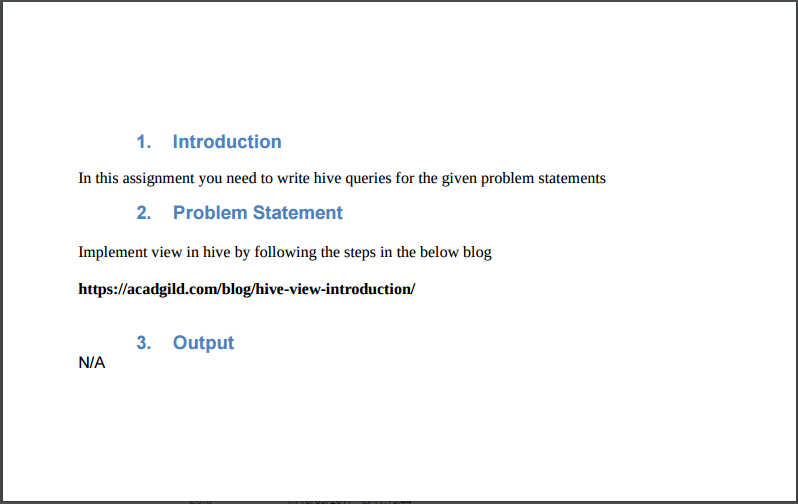 1. Introduction
In this assignment you need to write hive queries for the given problem statements
2. Problem Statement
Implement view in hive by following the steps in the below blog
https://acadgild.com/blog/hive-view-introduction/
3. Output
N/A